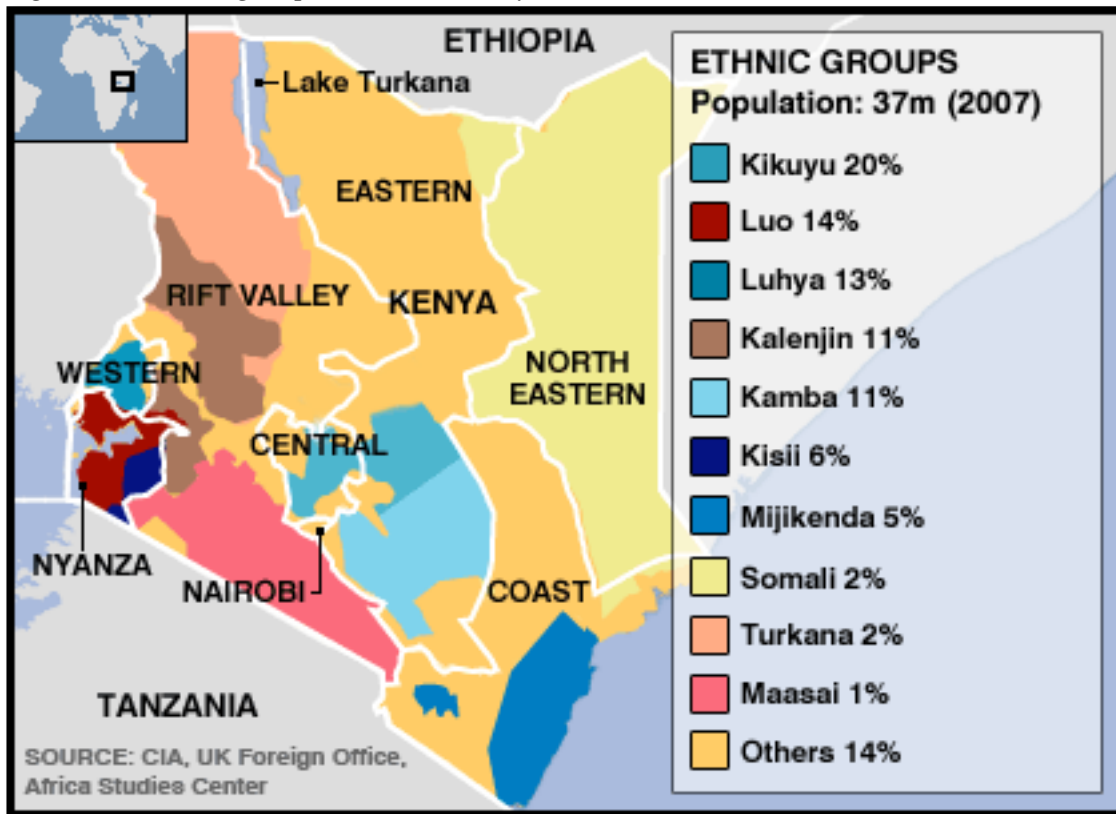 ETHIOPIA
Lake Turkana
EASTERN
RIFT VALLEY
KENYA
WESTERN
NORTH
EASTERN
CENTRAL
NYANZA
NAIROBI
COAST
TANZANIA
SOURCE: CIA, UK Foreign Office,
Africa Studies Center
ETHNIC GROUPS
Population: 37m (2007)
Kikuyu 20%
Luo 14%
Luhya 13%
Kalenjin 11%
Kamba 11%
Kisii 6%
Mijikenda 5%
Somali 2%
Turkana 2%
Maasai 1%
Others 14%